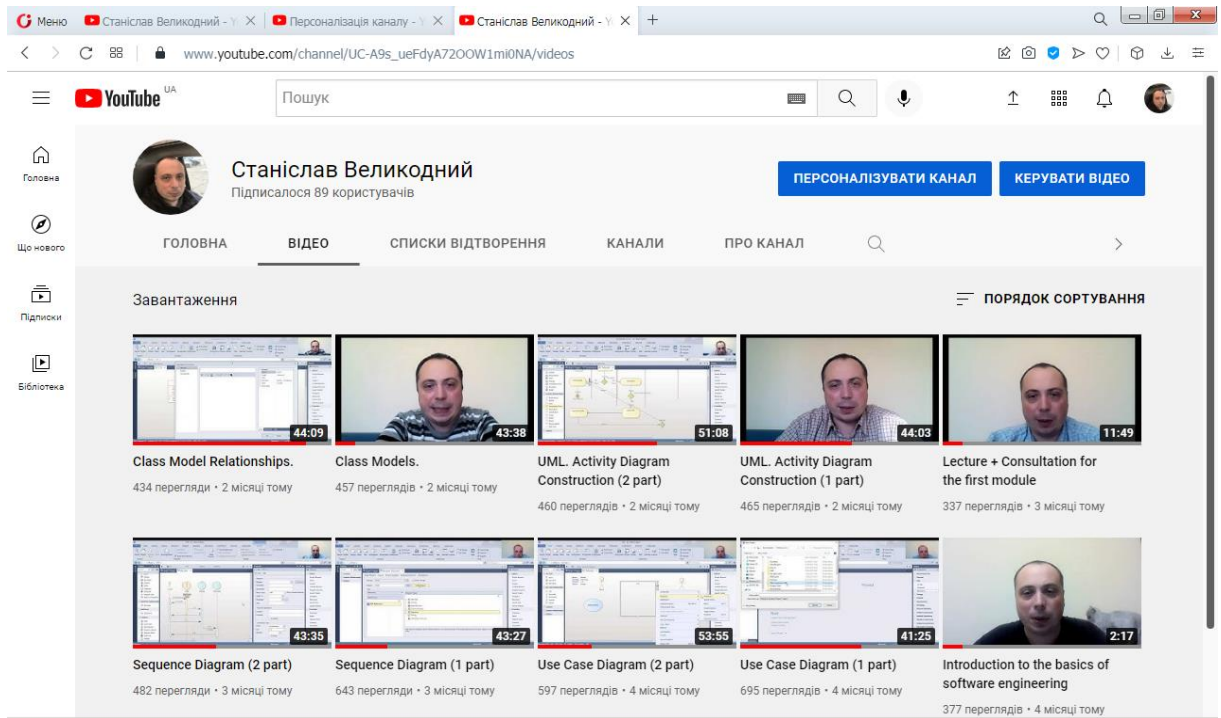 Меню
Станіслав Великодний - Y
Персоналізація каналу - Y
Станіслав Великодний - Y
www.youtube.com/channel/UC-A9s_ueFdyA72OOW1mi0NA/videos
YouTube UA
Пошук
Головна
Що нового
Підписки
Бібліотека
Станіслав Великодний
Підписалося 89 користувачів
ПЕРСОНАЛІЗУВАТИ КАНАЛ
КЕРУВАТИ ВІДЕО
ГОЛОВНА
ВІДЕО
СПИСКИ ВІДТВОРЕННЯ
КАНАЛИ
ПРО КАНАЛ
Завантаження
ПОРЯДОК СОРТУВАННЯ
44:09
Class Model Relationships.
434 перегляди • 2 місяці тому
43:38
Class Models.
457 переглядів • 2 місяці тому
51:08
UML. Activity Diagram
Construction (2 part)
460 переглядів • 2 місяці тому
44:03
UML. Activity Diagram
Construction (1 part)
465 переглядів • 2 місяці тому
11:49
Lecture + Consultation for
the first module
337 переглядів • 3 місяці тому
43:35
Sequence Diagram (2 part)
482 перегляди • 3 місяці тому
43:27
Sequence Diagram (1 part)
643 перегляди • 3 місяці тому
53:55
Use Case Diagram (2 part)
597 переглядів • 4 місяці тому
41:25
Use Case Diagram (1 part)
695 переглядів • 4 місяці тому
2:17
Introduction to the basics of
software engineering
377 переглядів • 4 місяці тому